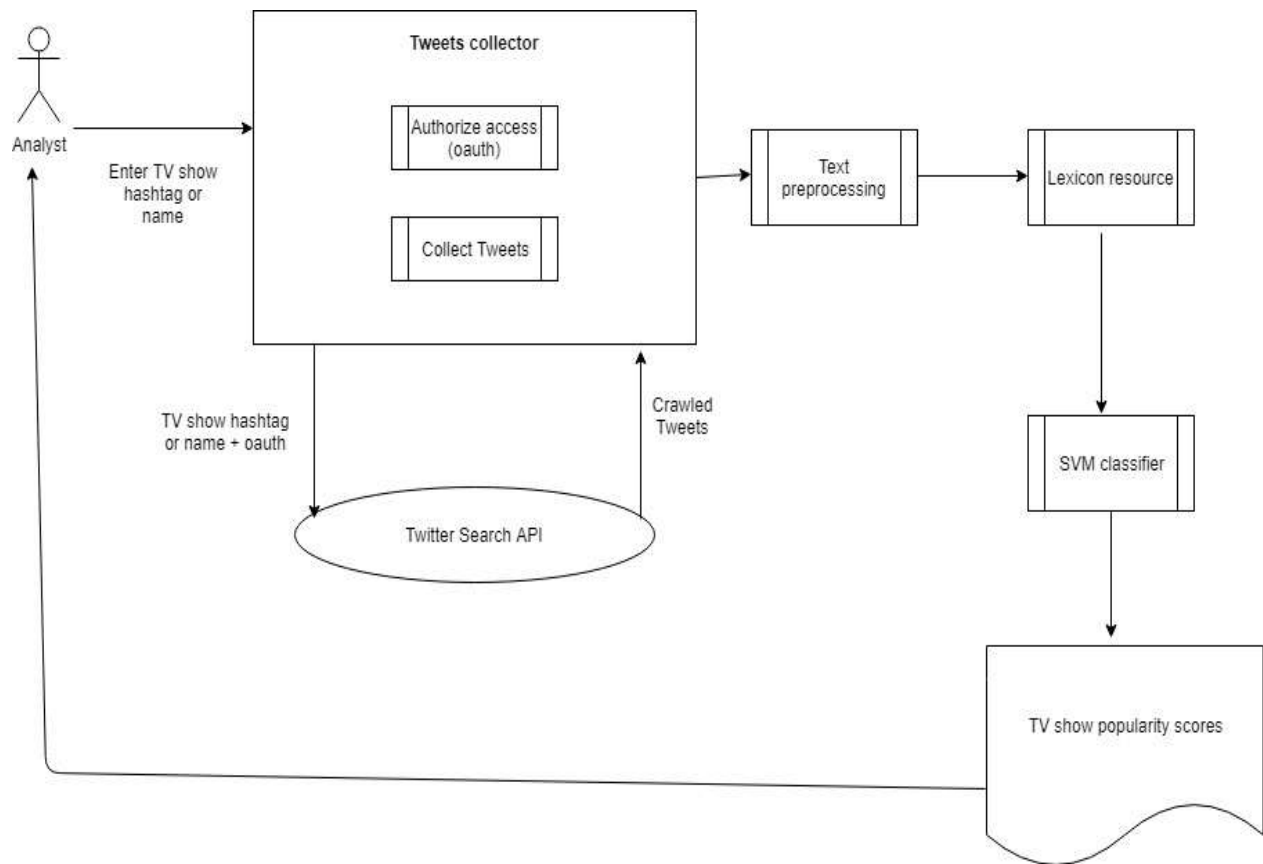 Tweets collector
Authorize access
(oauth)
Collect Tweets
Analyst
Enter TV show
hashtag or
name
Text
preprocessing
Lexicon resource
TV show hashtag
or name + oauth
Crawled
Tweets
Twitter Search API
SVM classifier
TV show popularity scores